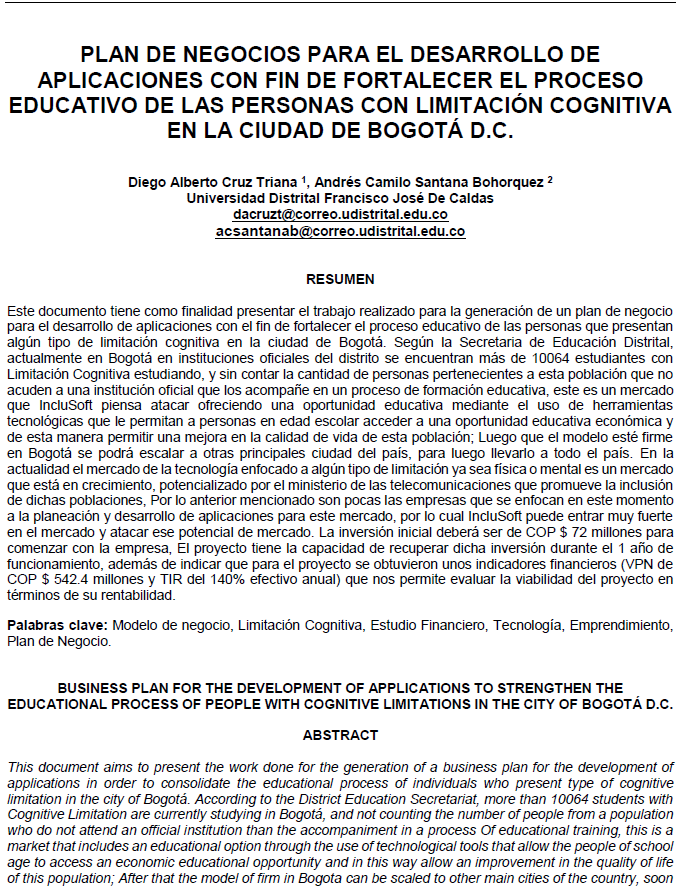 PLAN DE NEGOCIOS PARA EL DESARROLLO DE
APLICACIONES CON FIN DE FORTALECER EL PROCESO
EDUCATIVO DE LAS PERSONAS CON LIMITACIÓN COGNITIVA
EN LA CIUDAD DE BOGOTÁ D.C.
Diego Alberto Cruz Triana ¹, Andrés Camilo Santana Bohorquez ²
Universidad Distrital Francisco José De Caldas
dacruzt@correo.udistrital.edu.co
acsantanab@correo.udistrital.edu.co
RESUMEN
Este documento tiene como finalidad presentar el trabajo realizado para la generación de un plan de negocio
para el desarrollo de aplicaciones con el fin de fortalecer el proceso educativo de las personas que presentan
algún tipo de limitación cognitiva en la ciudad de Bogotá. Según la Secretaria de Educación Distrital,
actualmente en Bogotá en instituciones oficiales del distrito se encuentran más de 10064 estudiantes con
Limitación Cognitiva estudiando, y sin contar la cantidad de personas pertenecientes a esta población que no
acuden a una institución oficial que los acompañe en un proceso de formación educativa, este es un mercado
que IncluSoft piensa atacar ofreciendo una oportunidad educativa mediante el uso de herramientas
tecnológicas que le permitan a personas en edad escolar acceder a una oportunidad educativa económica y
de esta manera permitir una mejora en la calidad de vida de esta población; Luego que el modelo esté firme
en Bogotá se podrá escalar a otras principales ciudad del país, para luego llevarlo a todo el país. En la
actualidad el mercado de la tecnología enfocado a algún tipo de limitación ya sea física o mental es un mercado
que está en crecimiento, potencializado por el ministerio de las telecomunicaciones que promueve la inclusión
de dichas poblaciones, Por lo anterior mencionado son pocas las empresas que se enfocan en este momento
a la planeación y desarrollo de aplicaciones para este mercado, por lo cual IncluSoft puede entrar muy fuerte
en el mercado y atacar ese potencial de mercado. La inversión inicial deberá ser de COP $ 72 millones para
comenzar con la empresa, El proyecto tiene la capacidad de recuperar dicha inversión durante el 1 año de
funcionamiento, además de indicar que para el proyecto se obtuvieron unos indicadores financieros (VPN de
COP $ 542.4 millones y TIR del 140% efectivo anual) que nos permite evaluar la viabilidad del proyecto en
términos de su rentabilidad.
Palabras clave: Modelo de negocio, Limitación Cognitiva, Estudio Financiero, Tecnología, Emprendimiento,
Plan de Negocio.
BUSINESS PLAN FOR THE DEVELOPMENT OF APPLICATIONS TO STRENGTHEN THE
EDUCATIONAL PROCESS OF PEOPLE WITH COGNITIVE LIMITATIONS IN THE CITY OF BOGOTÁ D.C.
ABSTRACT
This document aims to present the work done for the generation of a business plan for the development of
applications in order to consolidate the educational process of individuals who present type of cognitive
limitation in the city of Bogotá. According to the District Education Secretariat, more than 10064 students with
Cognitive Limitation are currently studying in Bogotá, and not counting the number of people from a population
who do not attend an official institution than the accompaniment in a process Of educational training, this is a
market that includes an educational option through the use of technological tools that allow the people of school
age to access an economic educational opportunity and in this way allow an improvement in the quality of life
of this population; After that the model of firm in Bogota can be scaled to other main cities of the country, soon